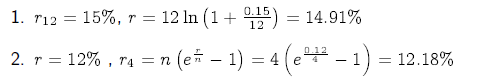 1. r₁₂ = 15%, r = 12 ln (1 + 0.15/12) = 14.91%
2. r = 12% , r₄ = n (e^(r/n) − 1) = 4 (e^(0.12/4) − 1) = 12.18%